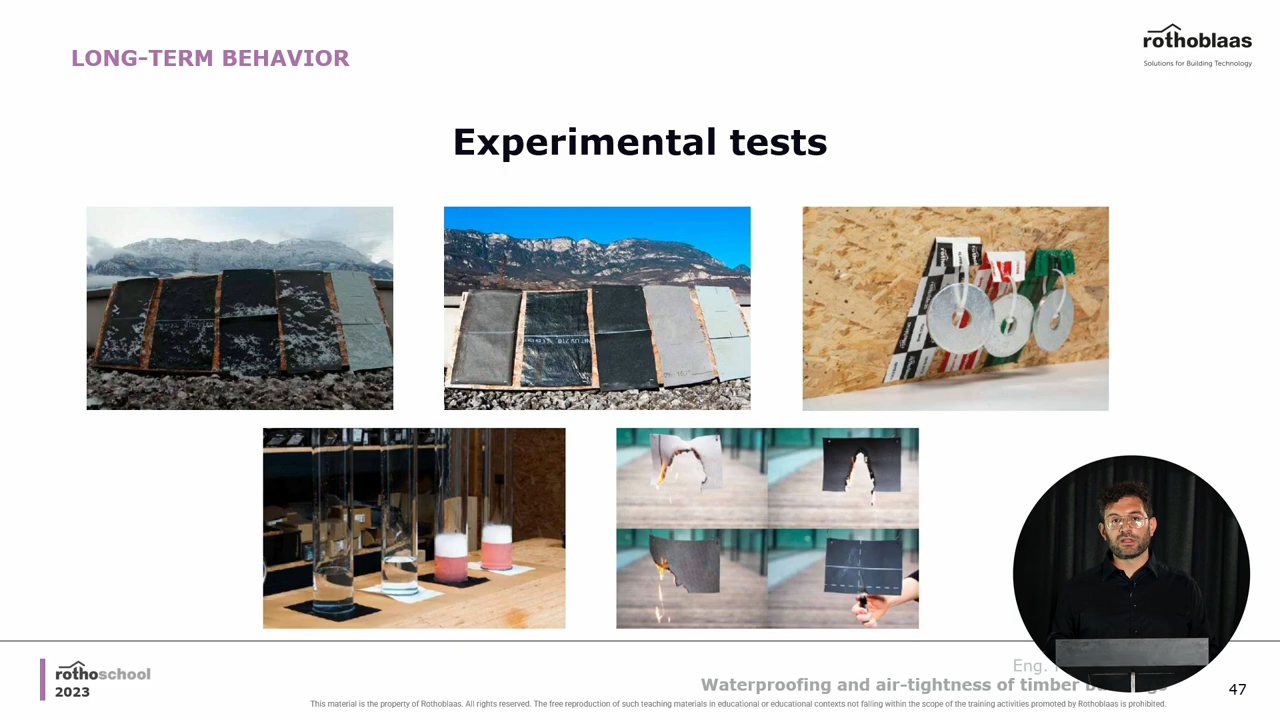 LONG-TERM BEHAVIOR
rothoblaas
Solutions for Building Technology
Experimental tests
rothoschool
2023
Eng.
Waterproofing and air-tightness of timber
47
This material is the property of Rothoblaas. All rights reserved. The free reproduction of such teaching materials in educational or educational contexts not falling within the scope of the training activities promoted by Rothoblaas is prohibited.